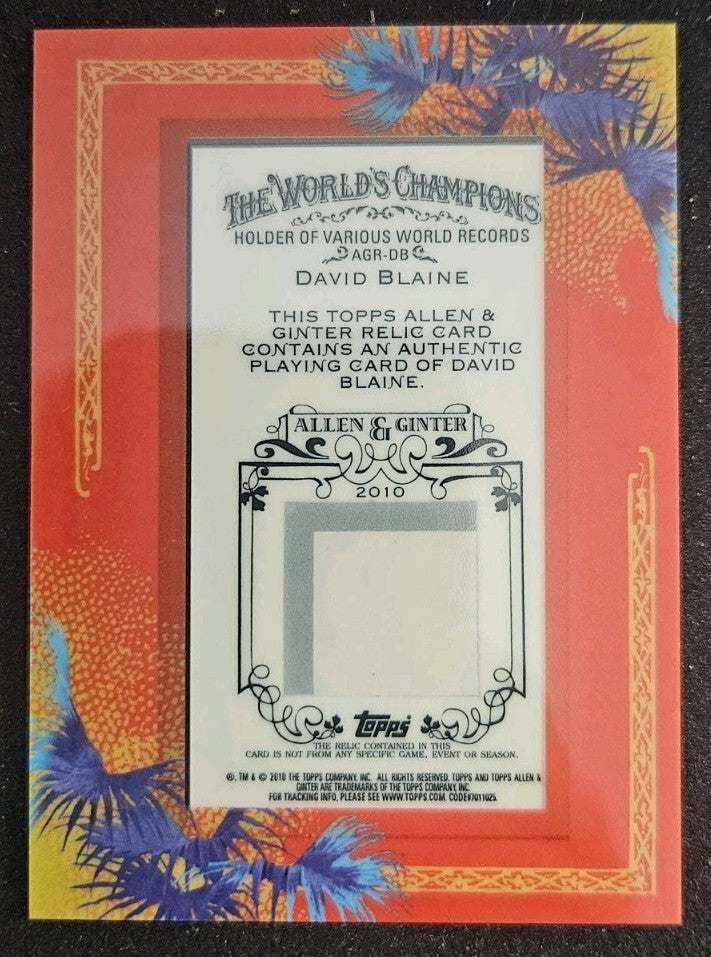 THE WORLD'S CHAMPIONS
HOLDER OF VARIOUS WORLD RECORDS
AGR-DB
DAVID BLAINE
THIS TOPPS ALLEN &
GINTER RELIC CARD
CONTAINS AN AUTHENTIC
PLAYING CARD OF DAVID
BLAINE.
ALLEN & GINTER
2010
topps
THE RELIC CONTAINED IN THIS
CARD IS NOT FROM ANY SPECIFIC GAME, EVENT OR SEASON.
®, TM & © 2010 THE TOPPS COMPANY, INC. ALL RIGHTS RESERVED. TOPPS AND TOPPS ALLEN &
GINTER ARE TRADEMARKS OF THE TOPPS COMPANY, INC.
FOR TRACKING INFO, PLEASE SEE WWW.TOPPS.COM. CODE#7011025.